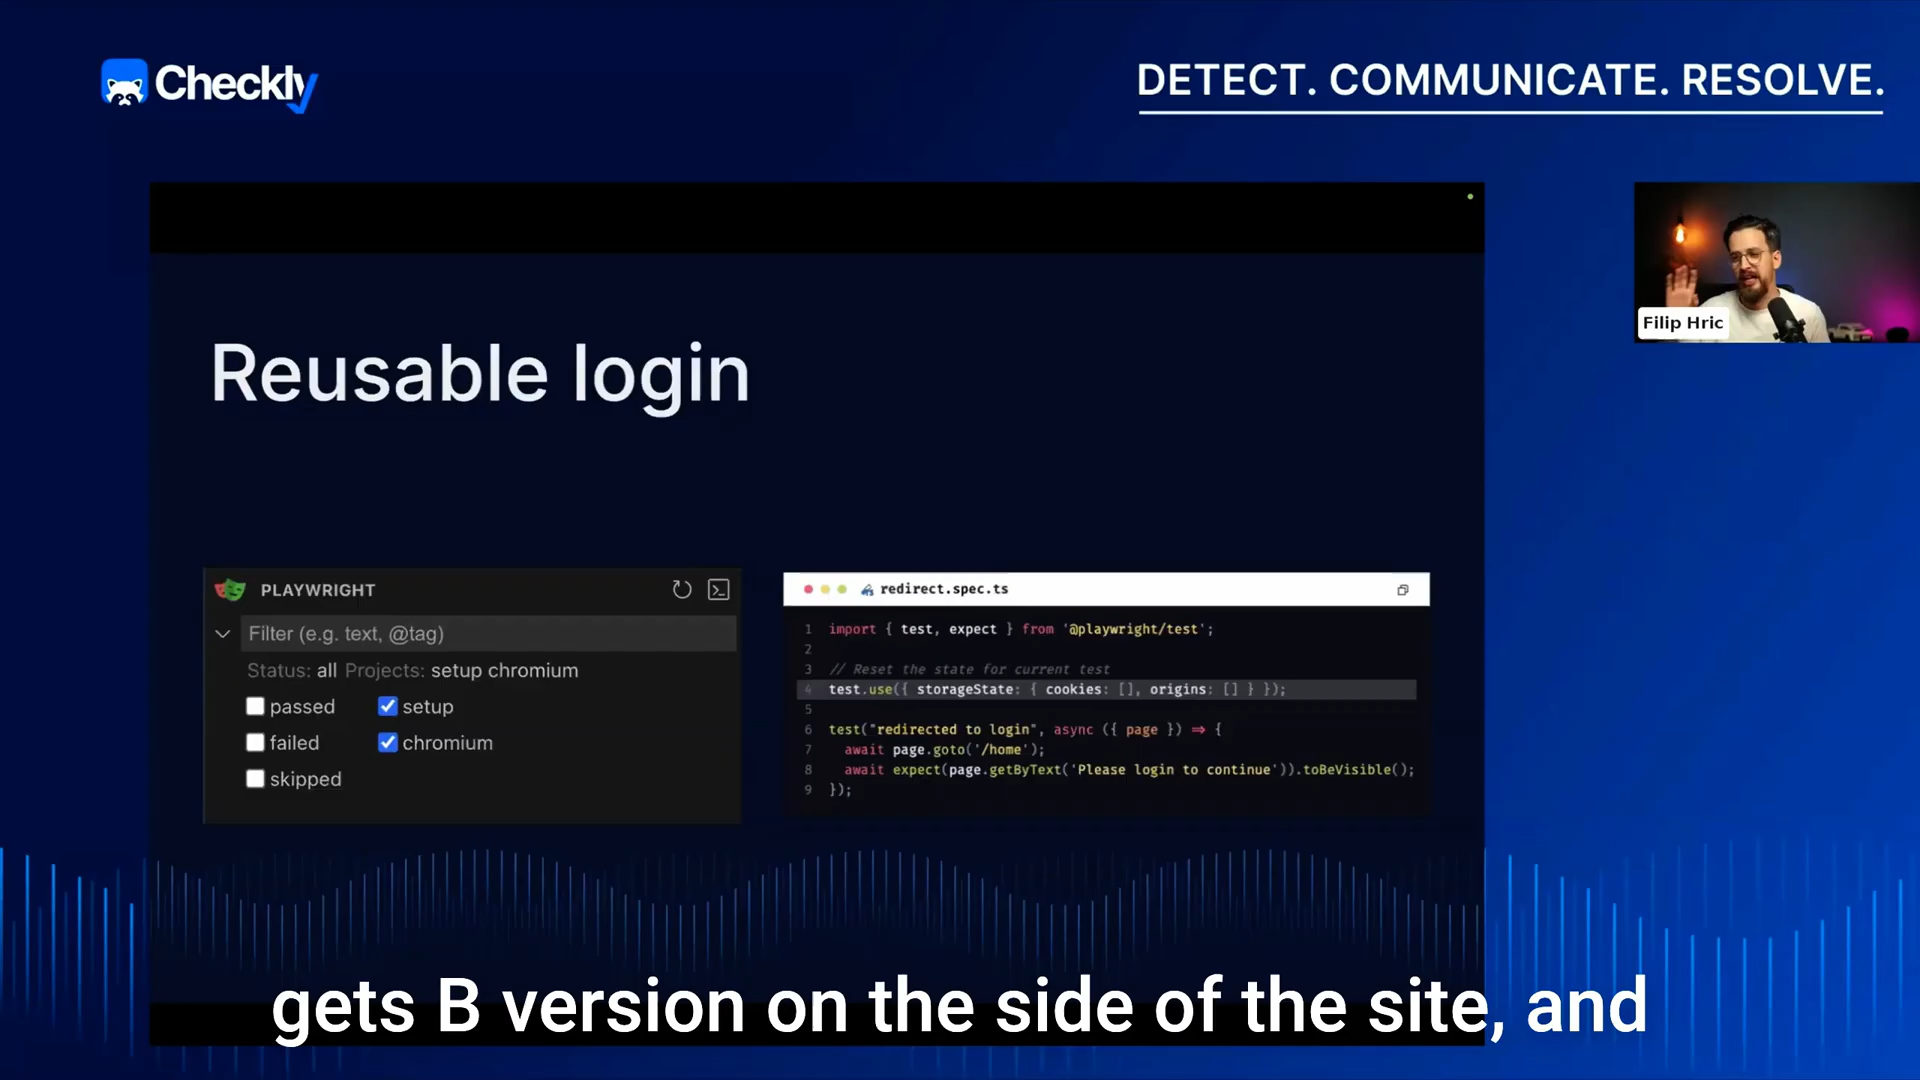 Checkly
DETECT. COMMUNICATE. RESOLVE.
Filip Hric
Reusable login
PLAYWRIGHT
Filter (e.g. text, @tag)
Status: all Projects: setup chromium
passed setup
failed chromium
skipped
redirect.spec.ts
1 import { test, expect } from '@playwright/test';
2
3 // Reset the state for current test
4 test.use({ storageState: { cookies: [], origins: [] } });
5
6 test("redirected to login", async ({ page }) => {
7 await page.goto('/home');
8 await expect(page.getByText('Please login to continue')).toBeVisible();
9 });
gets B version on the side of the site, and